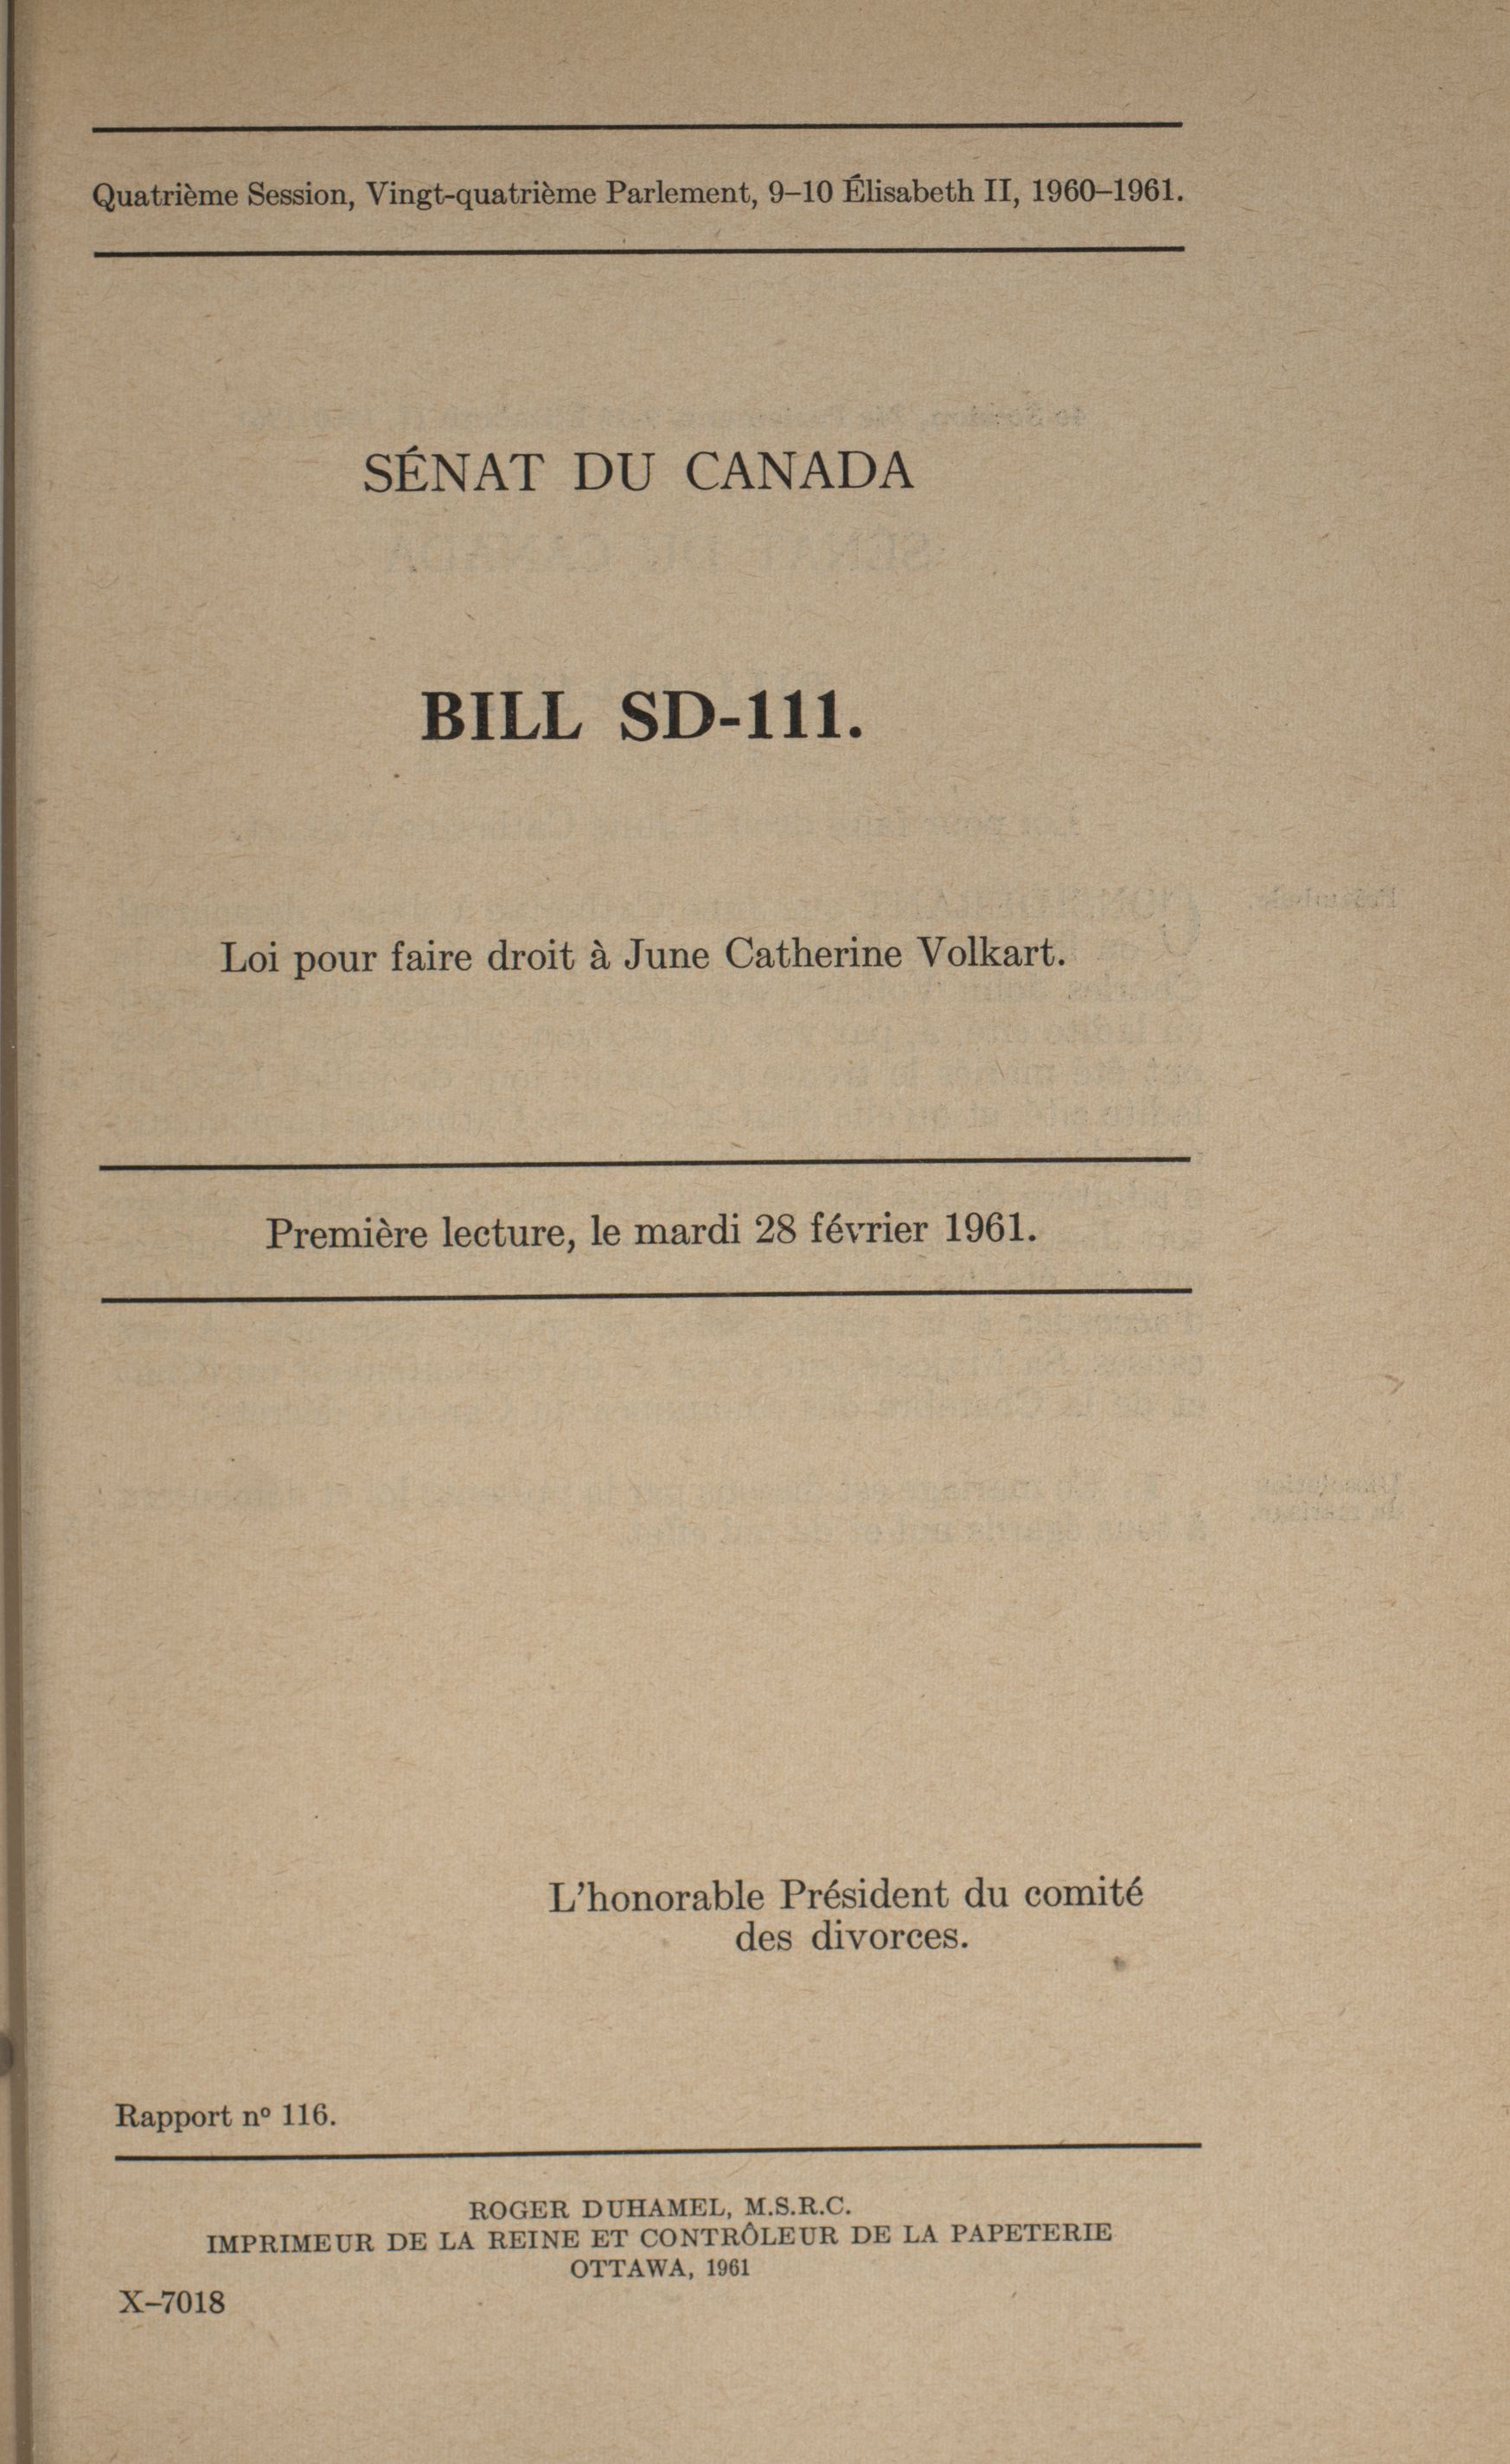 Quatrième Session, Vingt-quatrième Parlement, 9–10 Élisabeth II, 1960–1961.
SÉNAT DU CANADA
BILL SD-111.
Loi pour faire droit à June Catherine Volkart.
Première lecture, le mardi 28 février 1961.
L'honorable Président du comité
des divorces.
Rapport nº 116.
ROGER DUHAMEL, M.S.R.C.
IMPRIMEUR DE LA REINE ET CONTRÔLEUR DE LA PAPETERIE
OTTAWA, 1961
X–7018